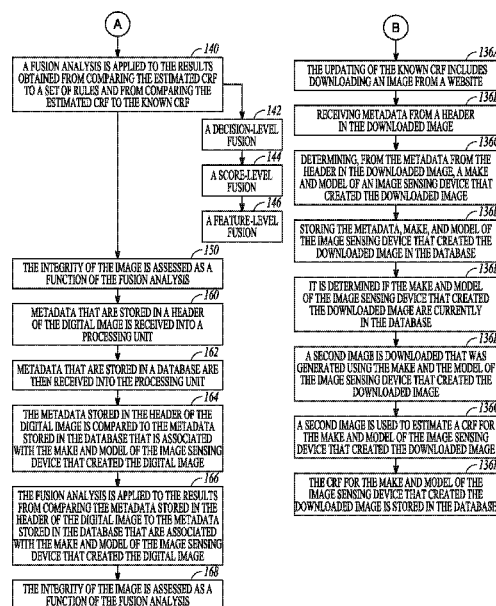 A
140
A FUSION ANALYSIS IS APPLIED TO THE RESULTS
OBTAINED FROM COMPARING THE ESTIMATED CRF TO
A SET OF RULES AND FROM COMPARING THE
ESTIMATED CRF TO THE KNOWN CRF
142
A DECISION-LEVEL
FUSION
144
A SCORE-LEVEL
FUSION
146
A FEATURE-LEVEL
FUSION
150
THE INTEGRITY OF THE IMAGE IS ASSESSED AS A
FUNCTION OF THE FUSION ANALYSIS
160
METADATA THAT ARE STORED IN A HEADER
OF THE DIGITAL IMAGE IS RECEIVED INTO A
PROCESSING UNIT
162
METADATA THAT ARE STORED IN A DATABASE ARE
THEN RECEIVED INTO THE PROCESSING UNIT
164
THE METADATA STORED IN THE HEADER OF THE
DIGITAL IMAGE IS COMPARED TO THE METADATA
STORED IN THE DATABASE THAT IS ASSOCIATED
WITH THE MAKE AND MODEL OF THE IMAGE SENSING
DEVICE THAT CREATED THE DIGITAL IMAGE
166
THE FUSION ANALYSIS IS APPLIED TO THE RESULTS
FROM COMPARING THE METADATA STORED IN THE
HEADER OF THE DIGITAL IMAGE TO THE METADATA
STORED IN THE DATABASE THAT ARE ASSOCIATED
WITH THE MAKE AND MODEL OF THE IMAGE SENSING
DEVICE THAT CREATED THE DIGITAL IMAGE
168
THE INTEGRITY OF THE IMAGE IS ASSESSED AS A
FUNCTION OF THE FUSION ANALYSIS
B
136A
THE UPDATING OF THE KNOWN CRF INCLUDES
DOWNLOADING AN IMAGE FROM A WEBSITE
RECEIVING METADATA FROM A HEADER
IN THE DOWNLOADED IMAGE
DETERMINING, FROM THE METADATA FROM THE
HEADER IN THE DOWNLOADED IMAGE, A MAKE
AND MODEL OF AN IMAGE SENSING DEVICE THAT
CREATED THE DOWNLOADED IMAGE
STORING THE METADATA, MAKE, AND MODEL OF
THE IMAGE SENSING DEVICE THAT CREATED THE
DOWNLOADED IMAGE IN THE DATABASE
IT IS DETERMINED IF THE MAKE AND MODEL
OF THE IMAGE SENSING DEVICE THAT CREATED
THE DOWNLOADED IMAGE ARE CURRENTLY
IN THE DATABASE
A SECOND IMAGE IS DOWNLOADED THAT WAS
GENERATED USING THE MAKE AND THE MODEL OF
THE IMAGE SENSING DEVICE THAT CREATED THE
DOWNLOADED IMAGE
A SECOND IMAGE IS USED TO ESTIMATE A CRF FOR
THE MAKE AND MODEL OF THE IMAGE SENSING
DEVICE THAT CREATED THE DOWNLOADED IMAGE
THE CRF FOR THE MAKE AND MODEL OF THE
IMAGE SENSING DEVICE THAT CREATED THE
DOWNLOADED IMAGE IS STORED IN THE DATABASE